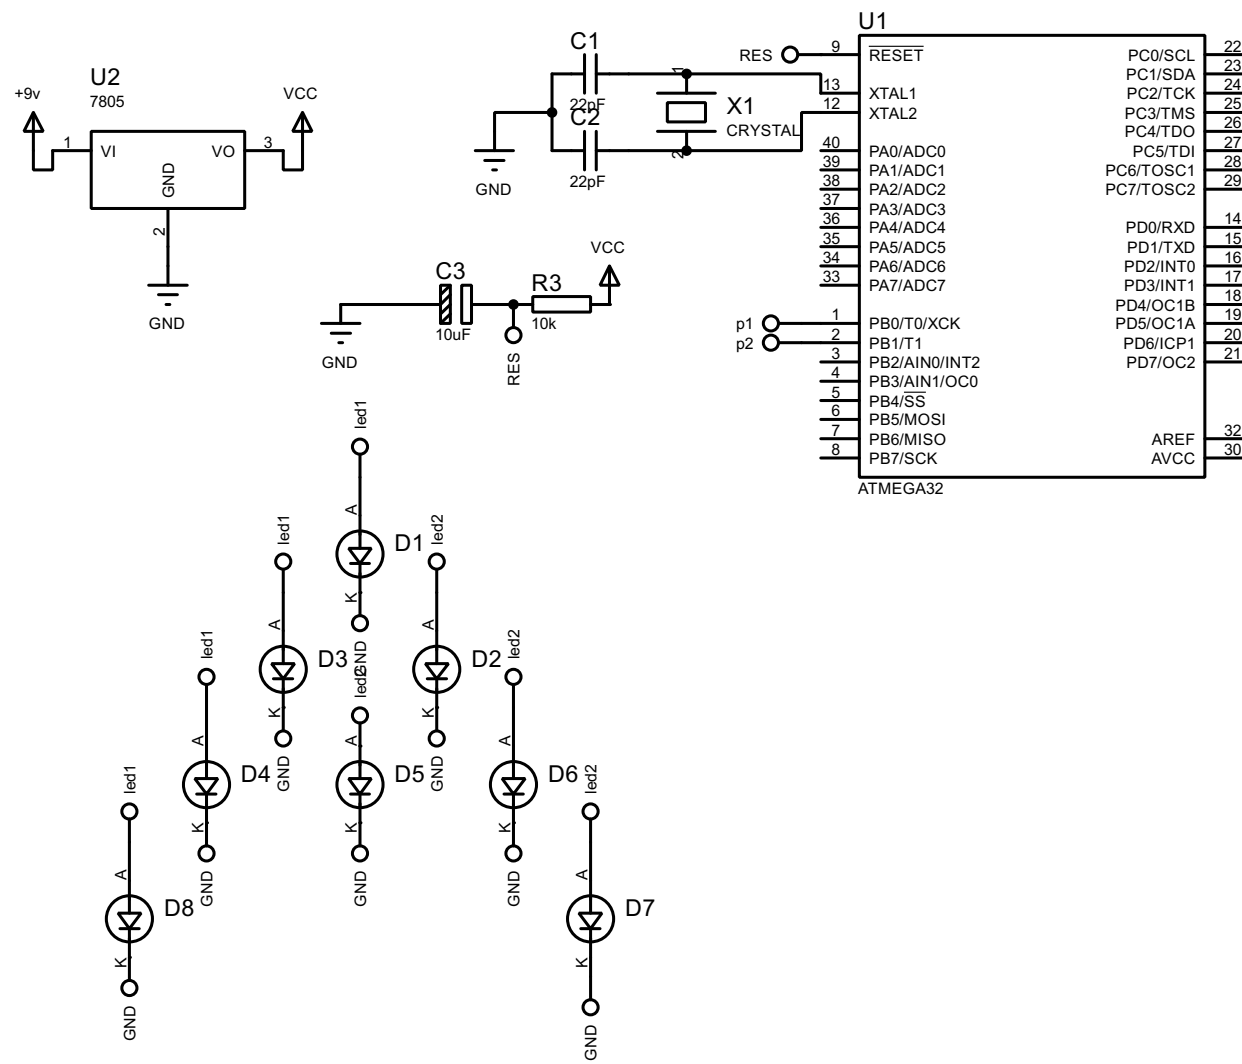 U2
7805
+9v
VCC
1
VI
VO
3
GND
2
GND
C1
22pF
C2
22pF
GND
1
X1
CRYSTAL
2
C3
10uF
GND
RES
R3
10k
VCC
U1
RES
9
RESET
13
XTAL1
12
XTAL2
40
PA0/ADC0
39
PA1/ADC1
38
PA2/ADC2
37
PA3/ADC3
36
PA4/ADC4
35
PA5/ADC5
34
PA6/ADC6
33
PA7/ADC7
p1
1
PB0/T0/XCK
p2
2
PB1/T1
3
PB2/AIN0/INT2
4
PB3/AIN1/OC0
5
PB4/SS
6
PB5/MOSI
7
PB6/MISO
8
PB7/SCK
PC0/SCL
22
PC1/SDA
23
PC2/TCK
24
PC3/TMS
25
PC4/TDO
26
PC5/TDI
27
PC6/TOSC1
28
PC7/TOSC2
29
PD0/RXD
14
PD1/TXD
15
PD2/INT0
16
PD3/INT1
17
PD4/OC1B
18
PD5/OC1A
19
PD6/ICP1
20
PD7/OC2
21
AREF
32
AVCC
30
ATMEGA32
led1
A
D1
K
GND
led1
A
D3
K
GND
led2
A
D2
K
GND
led1
A
D4
K
GND
led2
A
D5
K
GND
led2
A
D6
K
GND
led1
A
D8
K
GND
led2
A
D7
K
GND